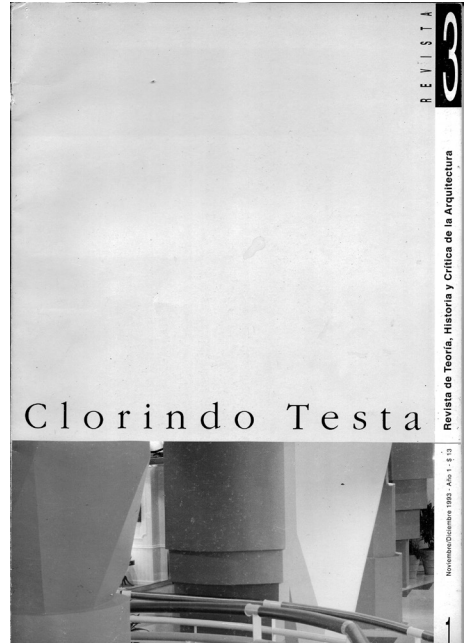 REVISTA
3
Revista de Teoría, Historia y Crítica de la Arquitectura
Clorindo Testa
Noviembre/Diciembre 1993 - Año 1 - $ 13
1